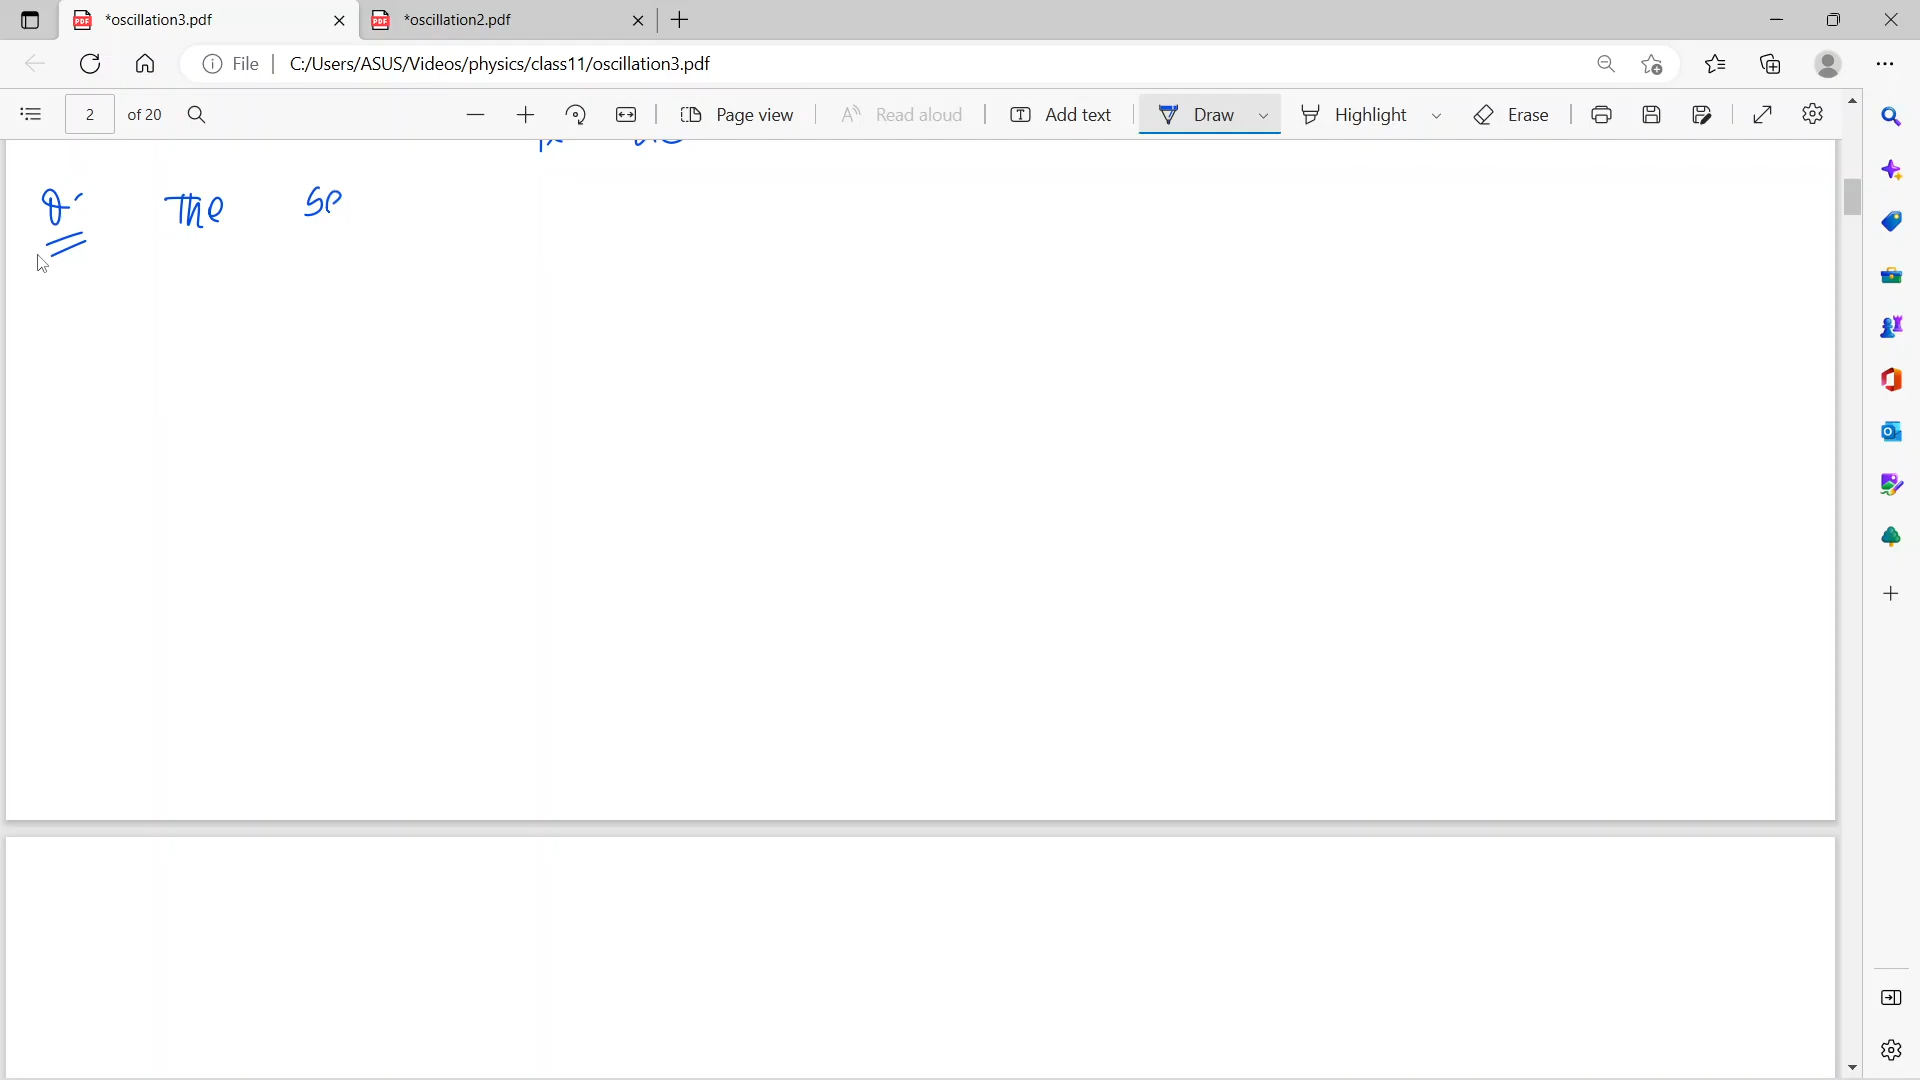 *oscillation3.pdf *oscillation2.pdf
File C:/Users/ASUS/Videos/physics/class11/oscillation3.pdf
2 of 20 Page view Read aloud Add text Draw Highlight Erase
Q. The Se